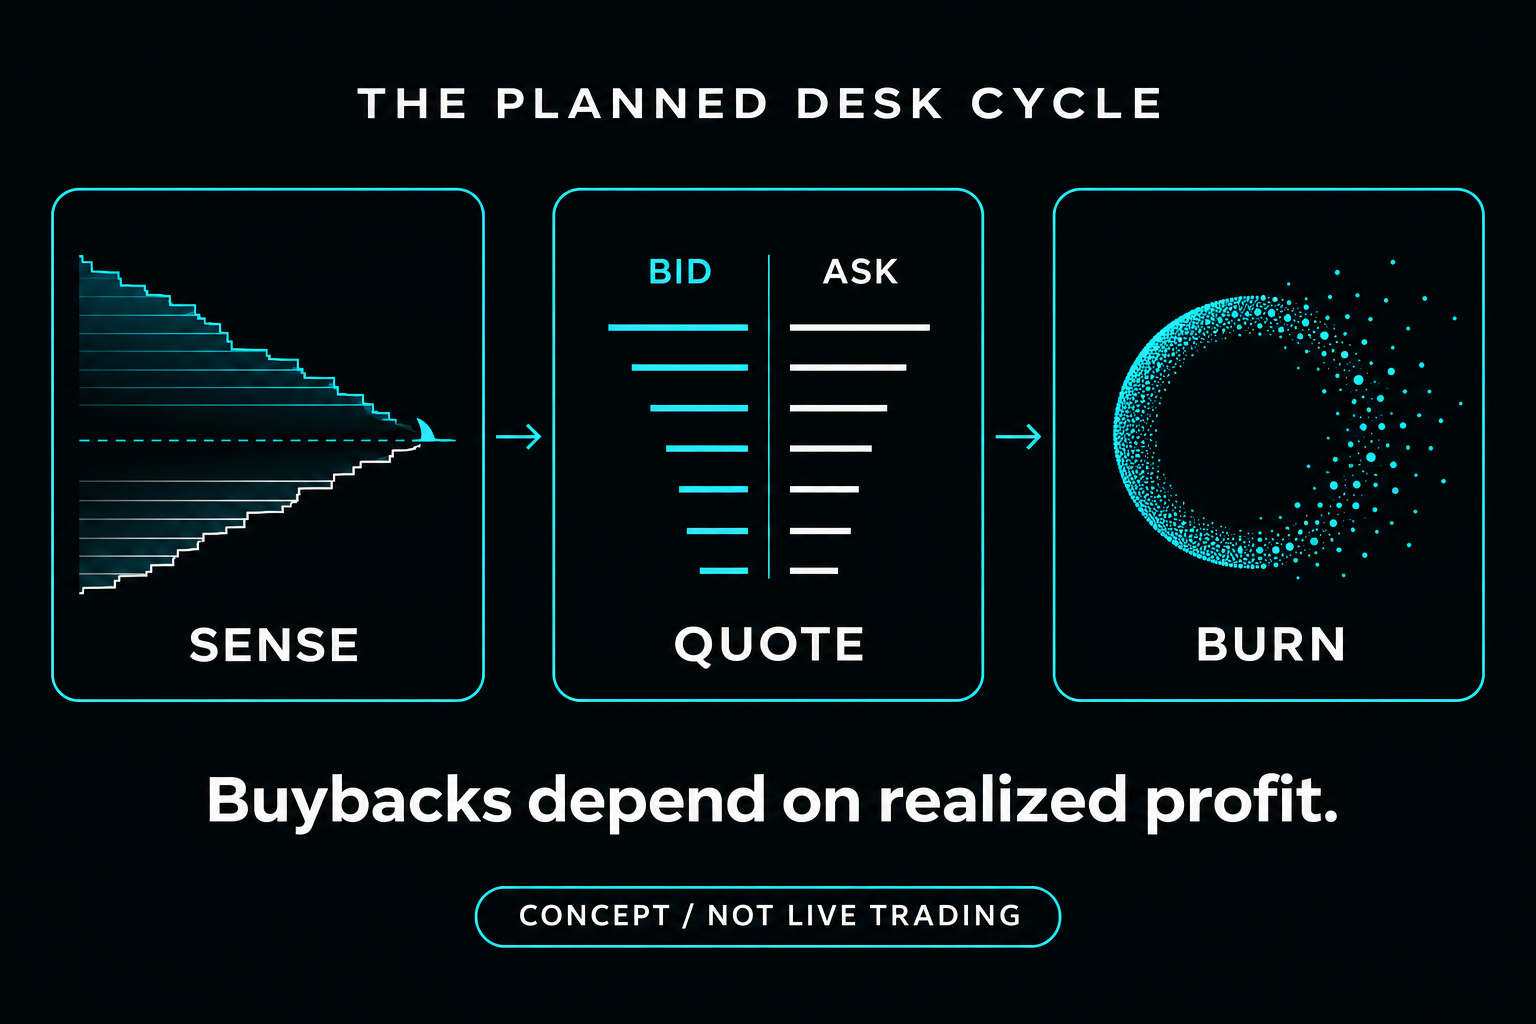 THE PLANNED DESK CYCLE
SENSE
BID
ASK
QUOTE
BURN
Buybacks depend on realized profit.
CONCEPT / NOT LIVE TRADING